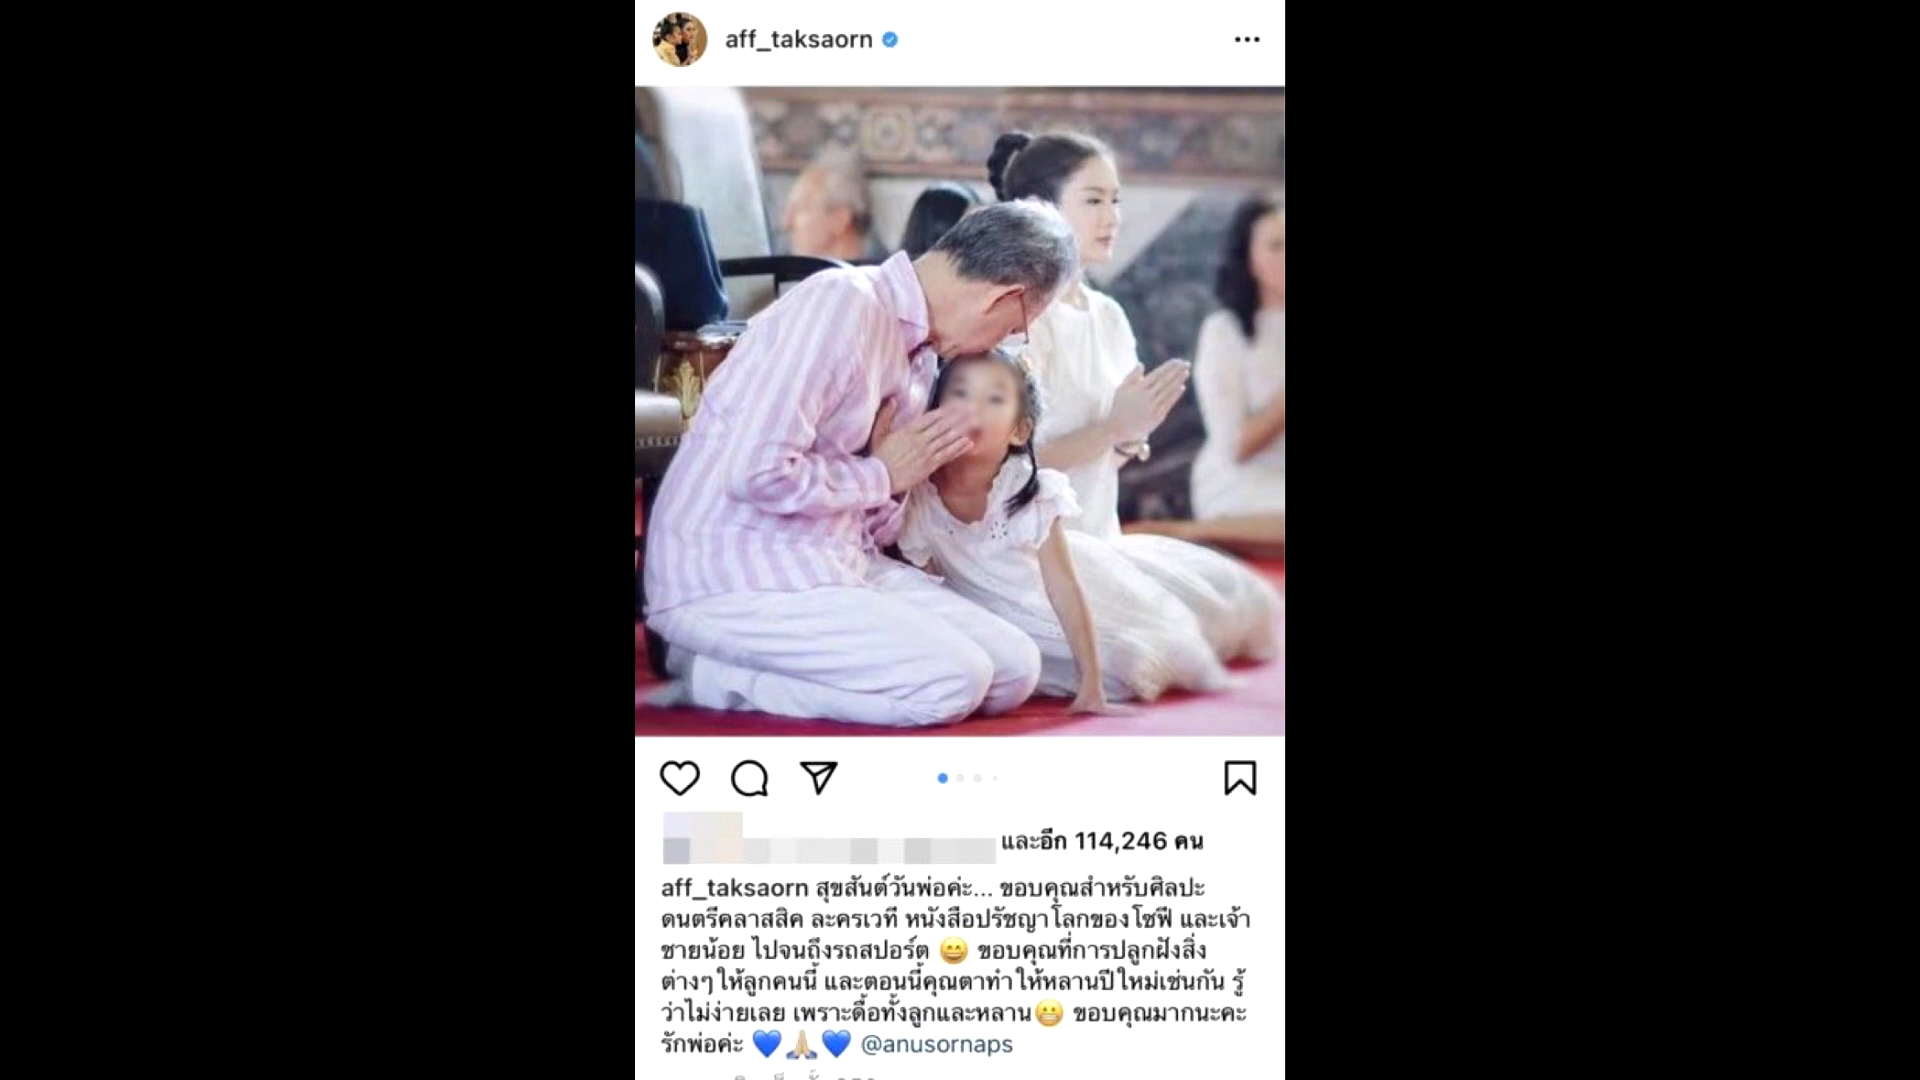 aff_taksaorn
และอีก 114,246 คน
aff_taksaorn สุขสันต์วันพ่อค่ะ... ขอบคุณสำหรับศิลปะ
ดนตรีคลาสสิค ละครเวที หนังสือปรัชญาโลกของโซฟี และเจ้า
ชายน้อย ไปจนถึงรถสปอร์ต 😄 ขอบคุณที่การปลูกฝังสิ่ง
ต่างๆให้ลูกคนนี้ และตอนนี้คุณตาทำให้หลานปีใหม่เช่นกัน รู้
ว่าไม่ง่ายเลย เพราะดื้อทั้งลูกและหลาน😬 ขอบคุณมากนะคะ
รักพ่อค่ะ 💙🙏🏼💙 @anusornaps